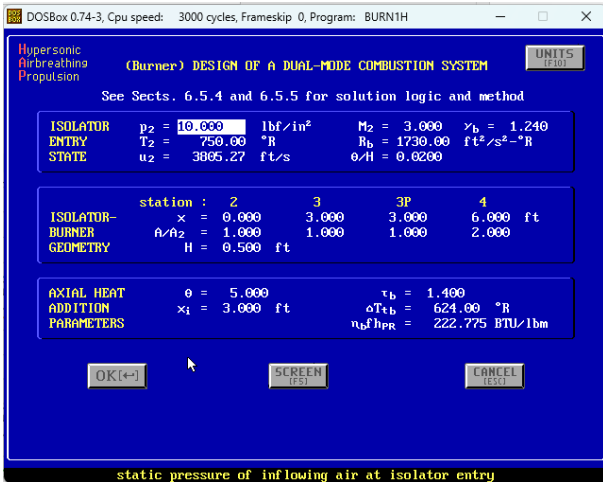 DOSBox 0.74-3, Cpu speed: 3000 cycles, Frameskip 0, Program: BURN1H
Hypersonic
Airbreathing
Propulsion
(Burner) DESIGN OF A DUAL-MODE COMBUSTION SYSTEM
UNITS
[F10]
See Sects. 6.5.4 and 6.5.5 for solution logic and method
ISOLATOR p₂ = 10.000 lbf/in² M₂ = 3.000 γb = 1.240
ENTRY T₂ = 750.00 °R Rb = 1730.00 ft²/s²-°R
STATE u₂ = 3805.27 ft/s θ/H = 0.0200
station : 2 3 3P 4
ISOLATOR- x = 0.000 3.000 3.000 6.000 ft
BURNER A/A₂ = 1.000 1.000 1.000 2.000
GEOMETRY H = 0.500 ft
AXIAL HEAT θ = 5.000 τb = 1.400
ADDITION xi = 3.000 ft ΔTtb = 624.00 °R
PARAMETERS ηbfhPR = 222.775 BTU/lbm
OK[↵]
SCREEN
[F5]
CANCEL
[ESC]
static pressure of inflowing air at isolator entry